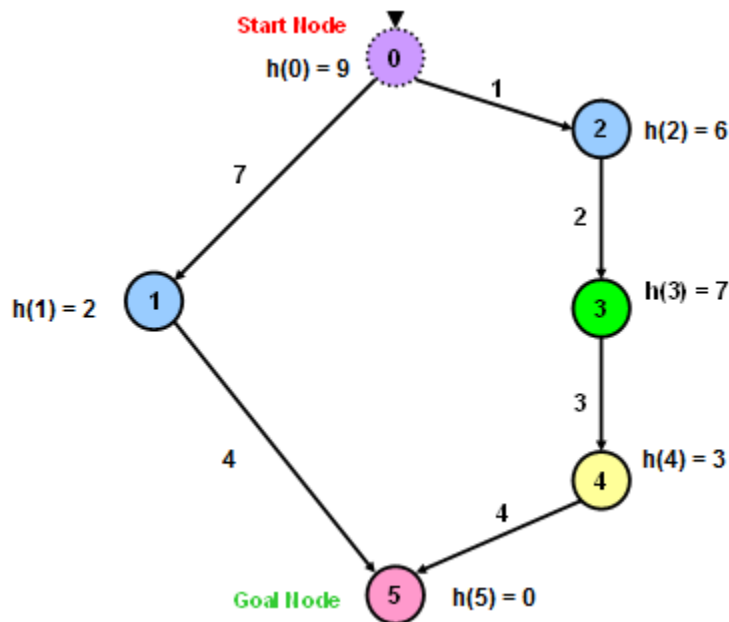 Start Node
0
h(0) = 9
1
2
h(2) = 6
7
2
1
h(1) = 2
3
h(3) = 7
3
4
4
h(4) = 3
4
5
Goal Node
h(5) = 0